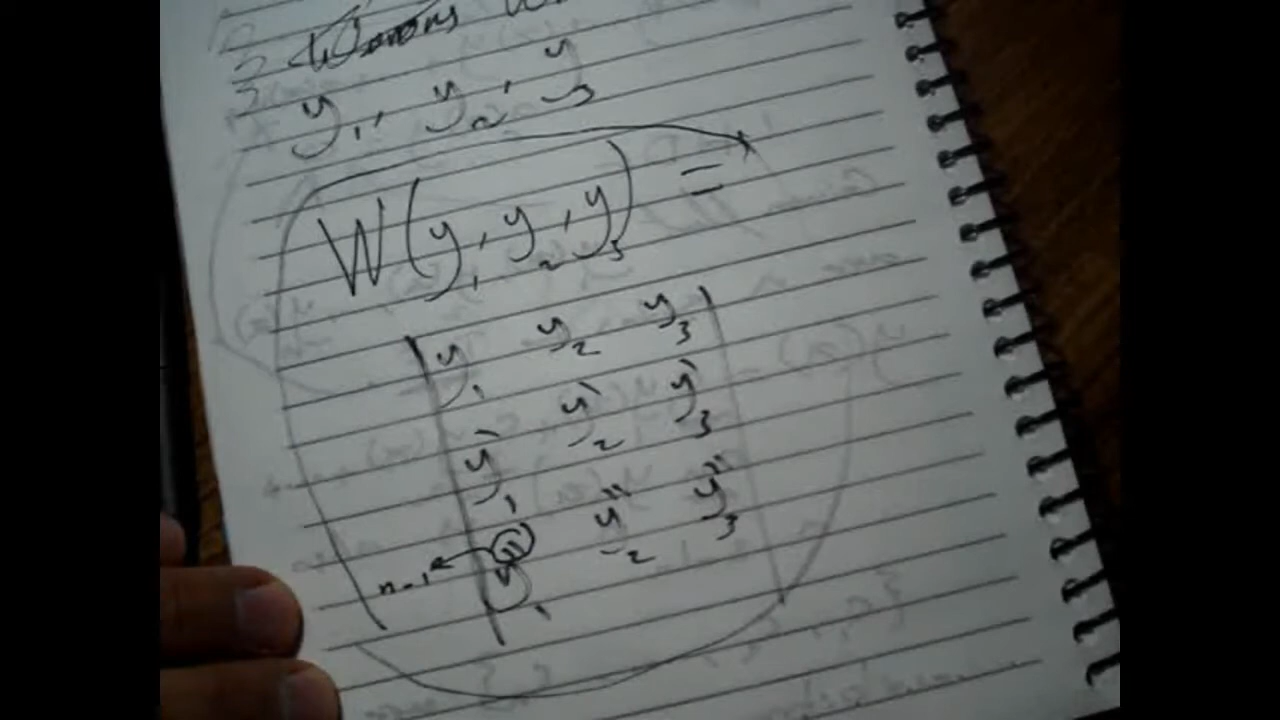 y₁, y₂, y₃
W(y₁, y₂, y₃) =
y₁ y₂ y₃
y₁' y₂' y₃'
y₁'' y₂'' y₃''
n-1